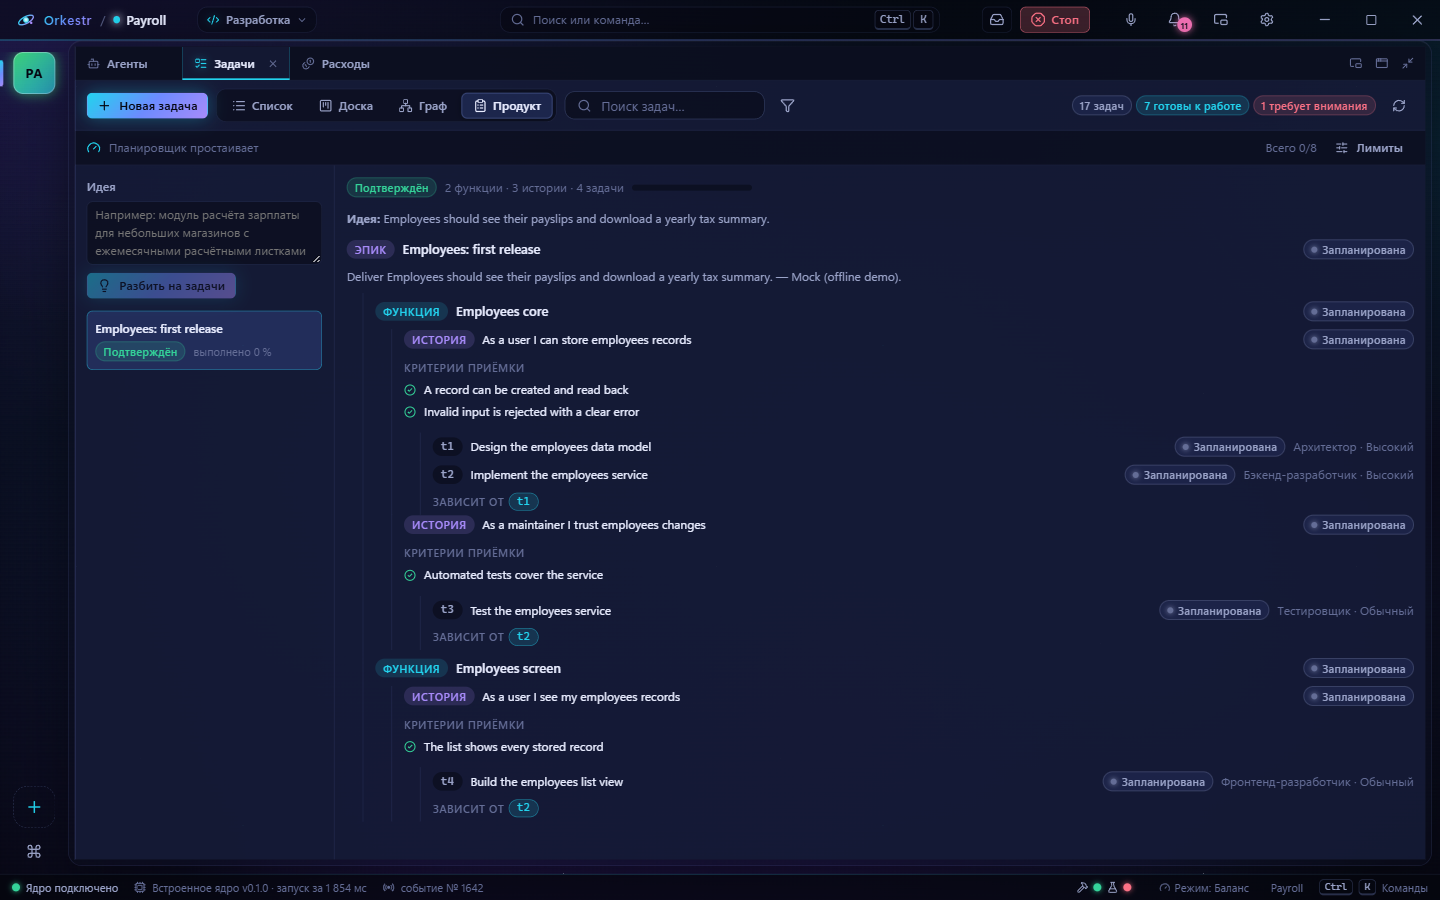 Orkestr / Payroll
Разработка
Поиск или команда...
Ctrl K
Стоп
11
PA
Агенты
Задачи
Расходы
Новая задача
Список
Доска
Граф
Продукт
Поиск задач...
17 задач
7 готовы к работе
1 требует внимания
Планировщик простаивает
Всего 0/8
Лимиты
Идея
Например: модуль расчёта зарплаты
для небольших магазинов с
ежемесячными расчётными листками
Разбить на задачи
Employees: first release
Подтверждён выполнено 0 %
Подтверждён 2 функции · 3 истории · 4 задачи
Идея: Employees should see their payslips and download a yearly tax summary.
ЭПИК Employees: first release Запланирована
Deliver Employees should see their payslips and download a yearly tax summary. — Mock (offline demo).
ФУНКЦИЯ Employees core Запланирована
ИСТОРИЯ As a user I can store employees records Запланирована
КРИТЕРИИ ПРИЁМКИ
A record can be created and read back
Invalid input is rejected with a clear error
t1 Design the employees data model Запланирована Архитектор · Высокий
t2 Implement the employees service Запланирована Бэкенд-разработчик · Высокий
ЗАВИСИТ ОТ t1
ИСТОРИЯ As a maintainer I trust employees changes Запланирована
КРИТЕРИИ ПРИЁМКИ
Automated tests cover the service
t3 Test the employees service Запланирована Тестировщик · Обычный
ЗАВИСИТ ОТ t2
ФУНКЦИЯ Employees screen Запланирована
ИСТОРИЯ As a user I see my employees records Запланирована
КРИТЕРИИ ПРИЁМКИ
The list shows every stored record
t4 Build the employees list view Запланирована Фронтенд-разработчик · Обычный
ЗАВИСИТ ОТ t2
Ядро подключено
Встроенное ядро v0.1.0 · запуск за 1 854 мс
событие № 1642
Режим: Баланс
Payroll
Ctrl K Команды